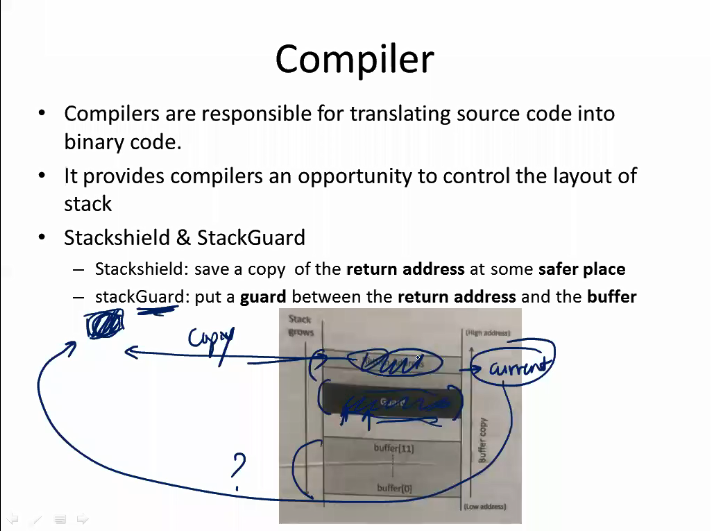 Compiler
• Compilers are responsible for translating source code into
binary code.
• It provides compilers an opportunity to control the layout of
stack
• Stackshield & StackGuard
– Stackshield: save a copy of the return address at some safer place
– stackGuard: put a guard between the return address and the buffer
Stack
grows
(High address)
Copy
current
Guard
Buffer copy
buffer[11]
?
buffer[0]
(Low address)